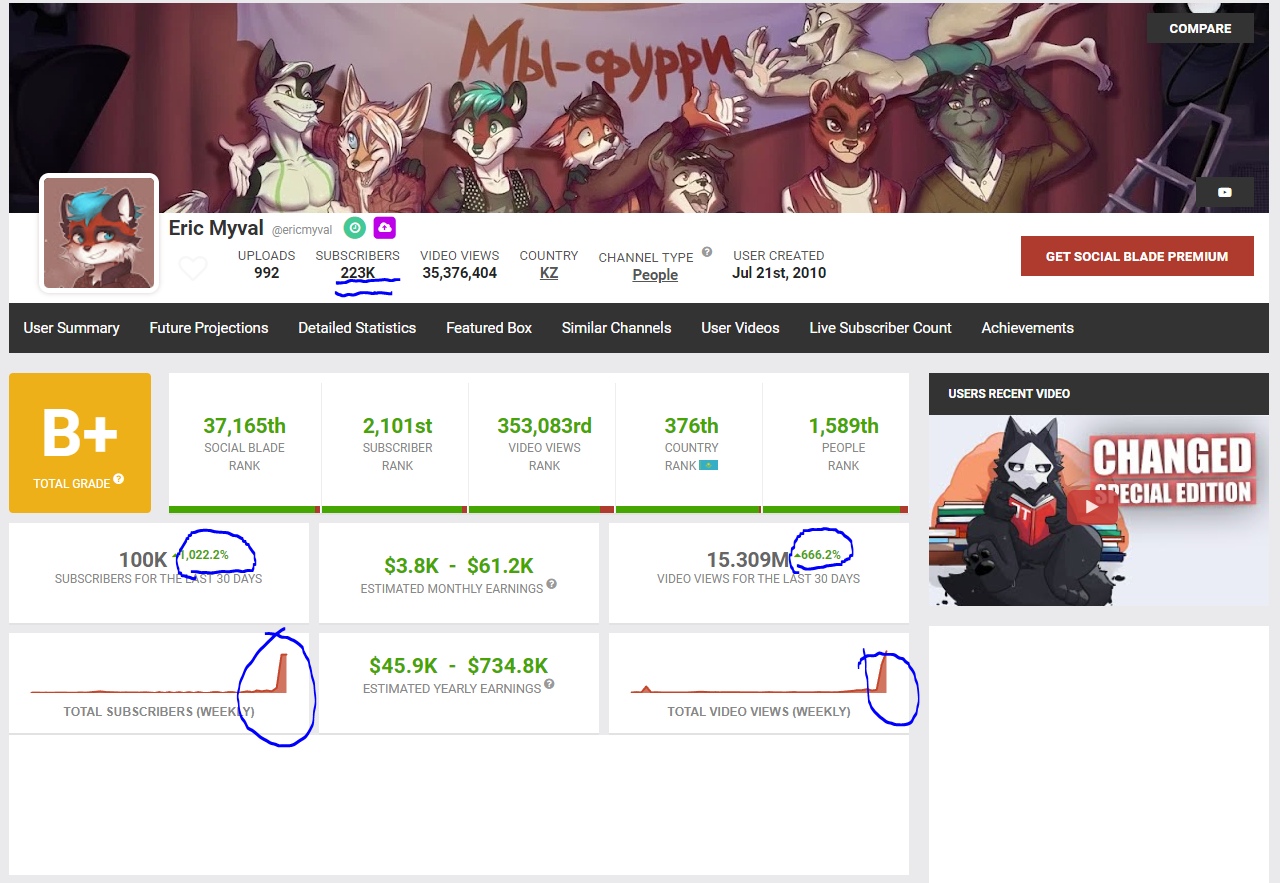 Мы-фурри
COMPARE
Eric Myval @ericmyval
UPLOADS SUBSCRIBERS VIDEO VIEWS COUNTRY CHANNEL TYPE ? USER CREATED
992 223K 35,376,404 KZ People Jul 21st, 2010
GET SOCIAL BLADE PREMIUM
User Summary Future Projections Detailed Statistics Featured Box Similar Channels User Videos Live Subscriber Count Achievements
B+
TOTAL GRADE ?
37,165th
SOCIAL BLADE
RANK
2,101st
SUBSCRIBER
RANK
353,083rd
VIDEO VIEWS
RANK
376th
COUNTRY
RANK
1,589th
PEOPLE
RANK
USERS RECENT VIDEO
CHANGED
SPECIAL EDITION
100K 1,022.2%
SUBSCRIBERS FOR THE LAST 30 DAYS
$3.8K - $61.2K
ESTIMATED MONTHLY EARNINGS ?
15.309M 666.2%
VIDEO VIEWS FOR THE LAST 30 DAYS
TOTAL SUBSCRIBERS (WEEKLY)
$45.9K - $734.8K
ESTIMATED YEARLY EARNINGS ?
TOTAL VIDEO VIEWS (WEEKLY)